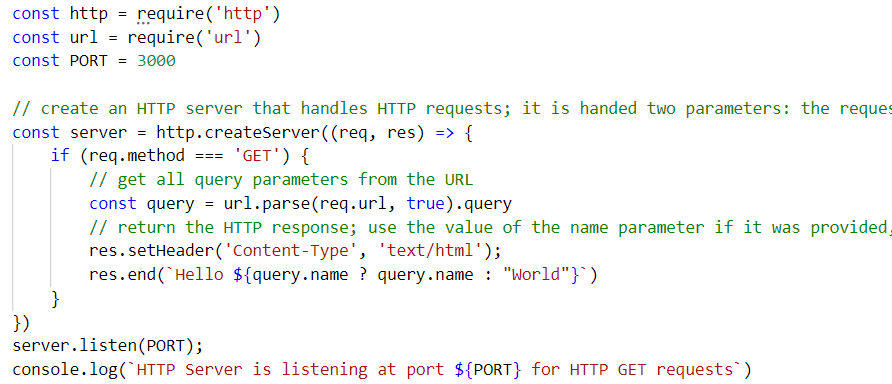 const http = require('http')
const url = require('url')
const PORT = 3000
// create an HTTP server that handles HTTP requests; it is handed two parameters: the
const server = http.createServer((req, res) => {
if (req.method === 'GET') {
// get all query parameters from the URL
const query = url.parse(req.url, true).query
// return the HTTP response; use the value of the name parameter if it was provided,
res.setHeader('Content-Type', 'text/html');
res.end(`Hello ${query.name ? query.name : "World"}`)
}
})
server.listen(PORT);
console.log(`HTTP Server is listening at port ${PORT} for HTTP GET requests`)